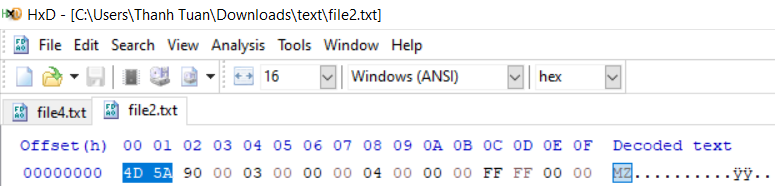 HxD - [C:\Users\Thanh Tuan\Downloads\text\file2.txt]
File Edit Search View Analysis Tools Window Help
16 Windows (ANSI) hex
file4.txt file2.txt
Offset(h) 00 01 02 03 04 05 06 07 08 09 0A 0B 0C 0D 0E 0F Decoded text
00000000 4D 5A 90 00 03 00 00 00 04 00 00 00 FF FF 00 00 MZ..........ÿÿ..